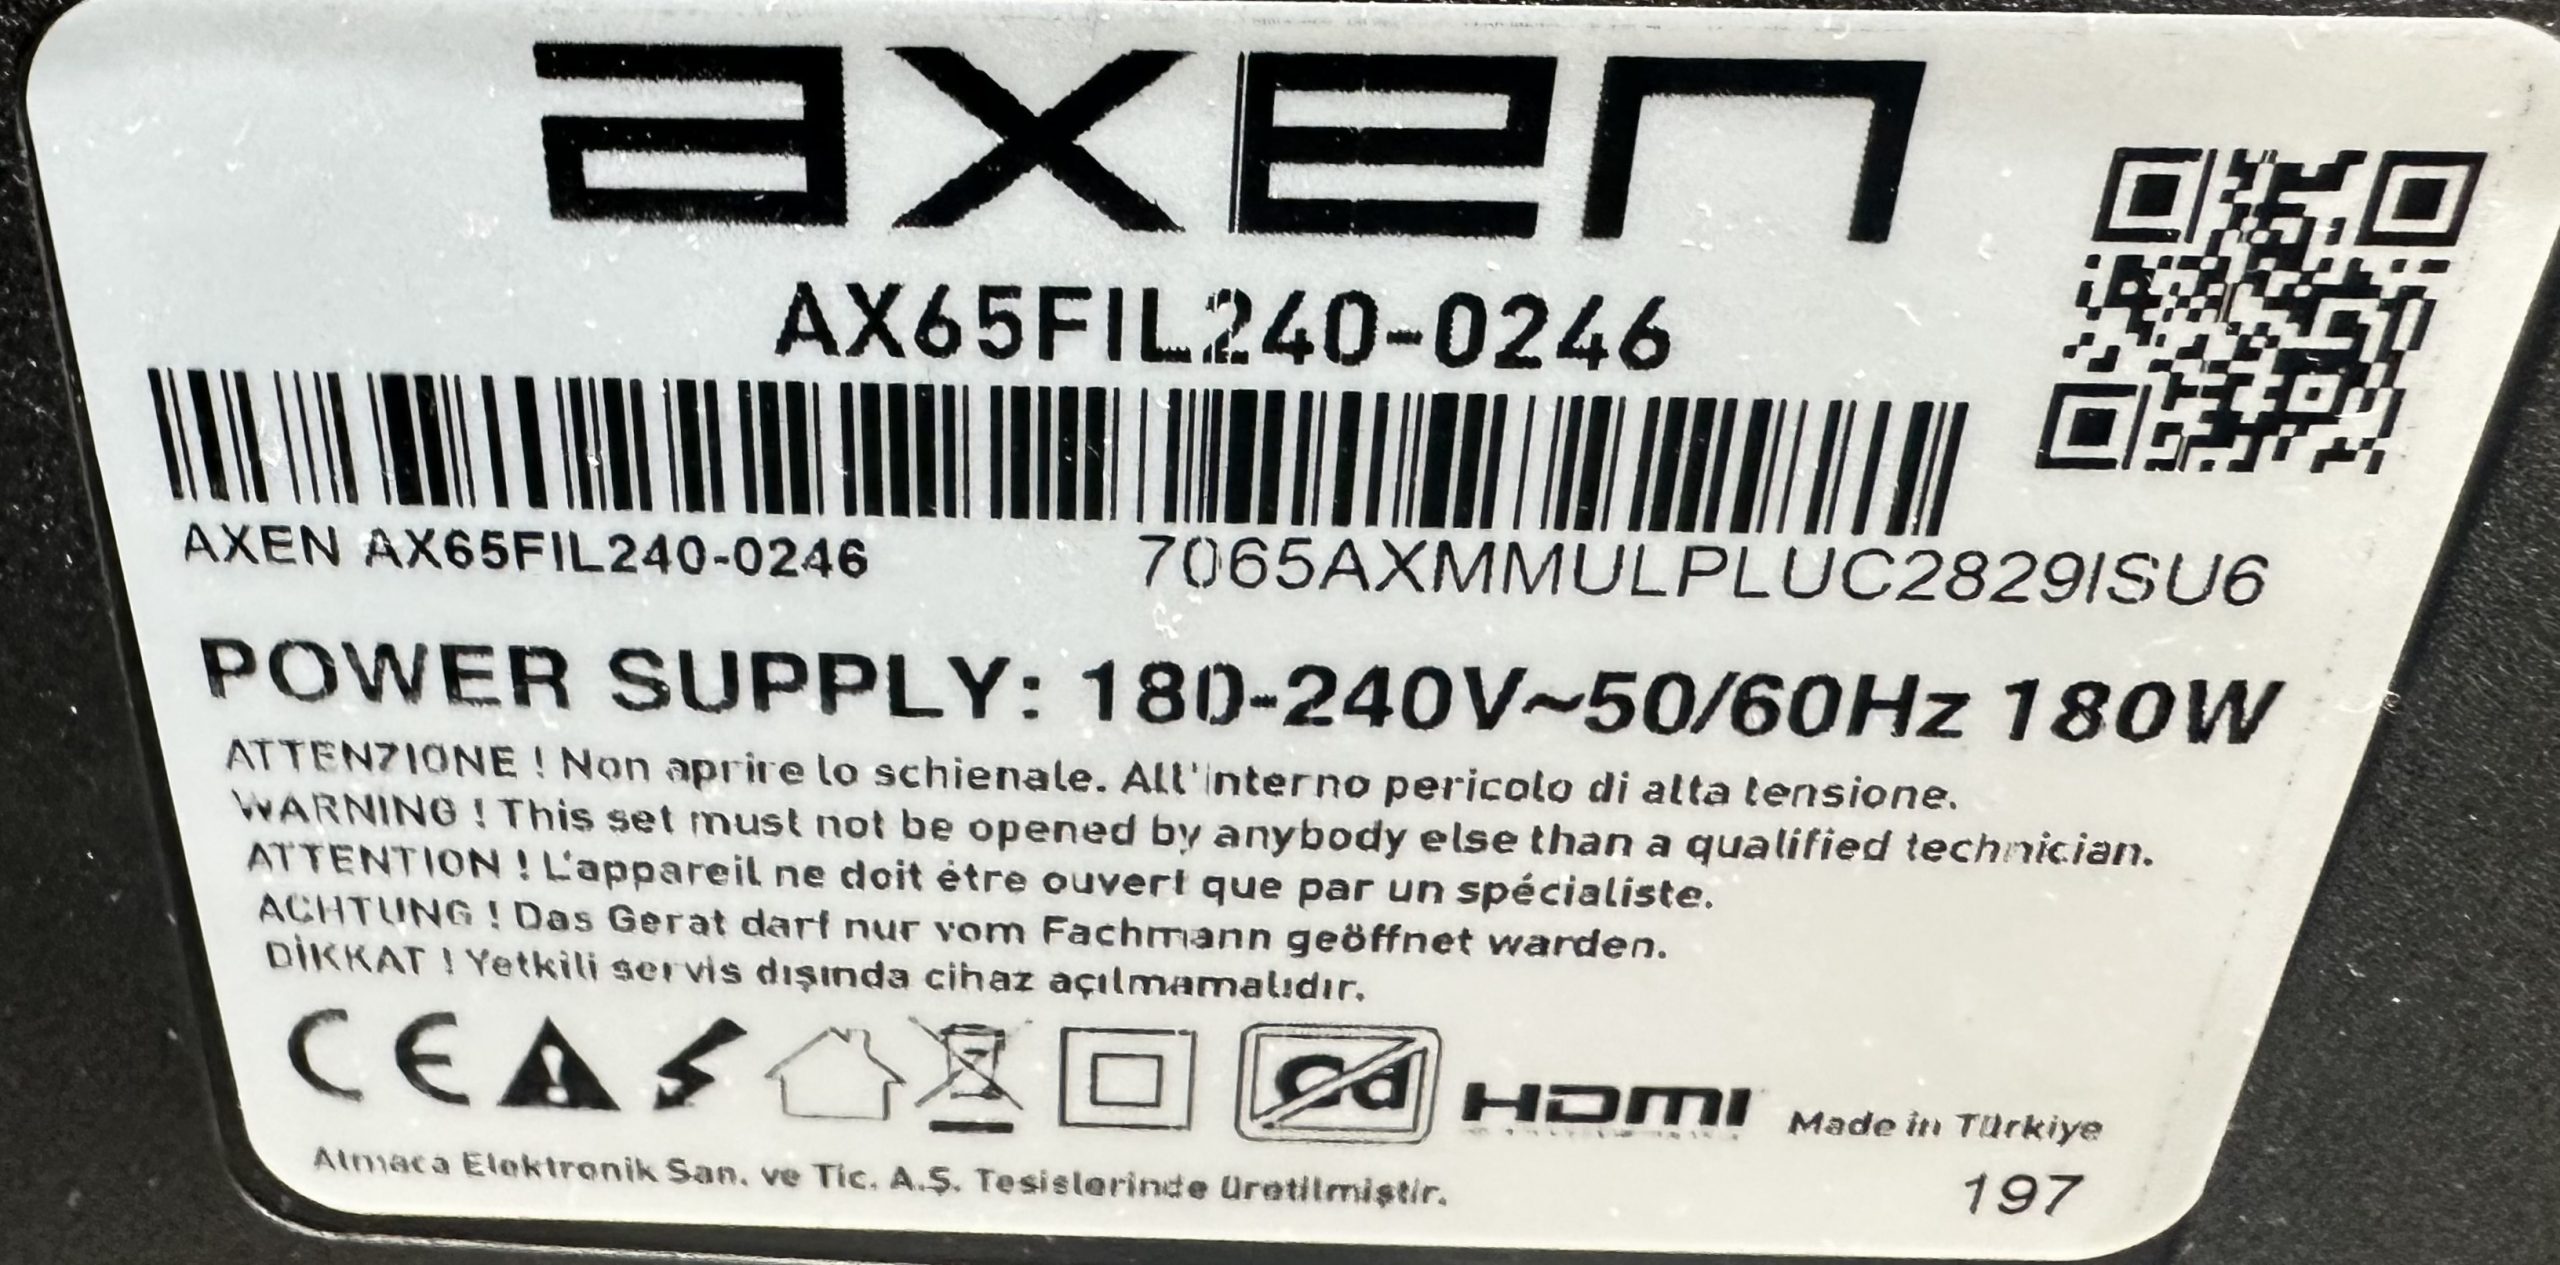 axen
AX65FIL240-0246
AXEN AX65FIL240-0246 7065AXMMULPLUC2829ISU6
POWER SUPPLY: 180-240V~50/60Hz 180W
ATTENZIONE ! Non aprire lo schienale. All'interno pericolo di alta tensione.
WARNING ! This set must not be opened by anybody else than a qualified technician.
ATTENTION ! L'appareil ne doit étre ouvert que par un spécialiste.
ACHTUNG ! Das Gerat darf nur vom Fachmann geöffnet warden.
DİKKAT ! Yetkili servis dışında cihaz açılmamalıdır.
CE Cd HDMI Made in Türkiye
Atmaca Elektronik San. ve Tic. A.Ş. Tesislerinde üretilmiştir.
197